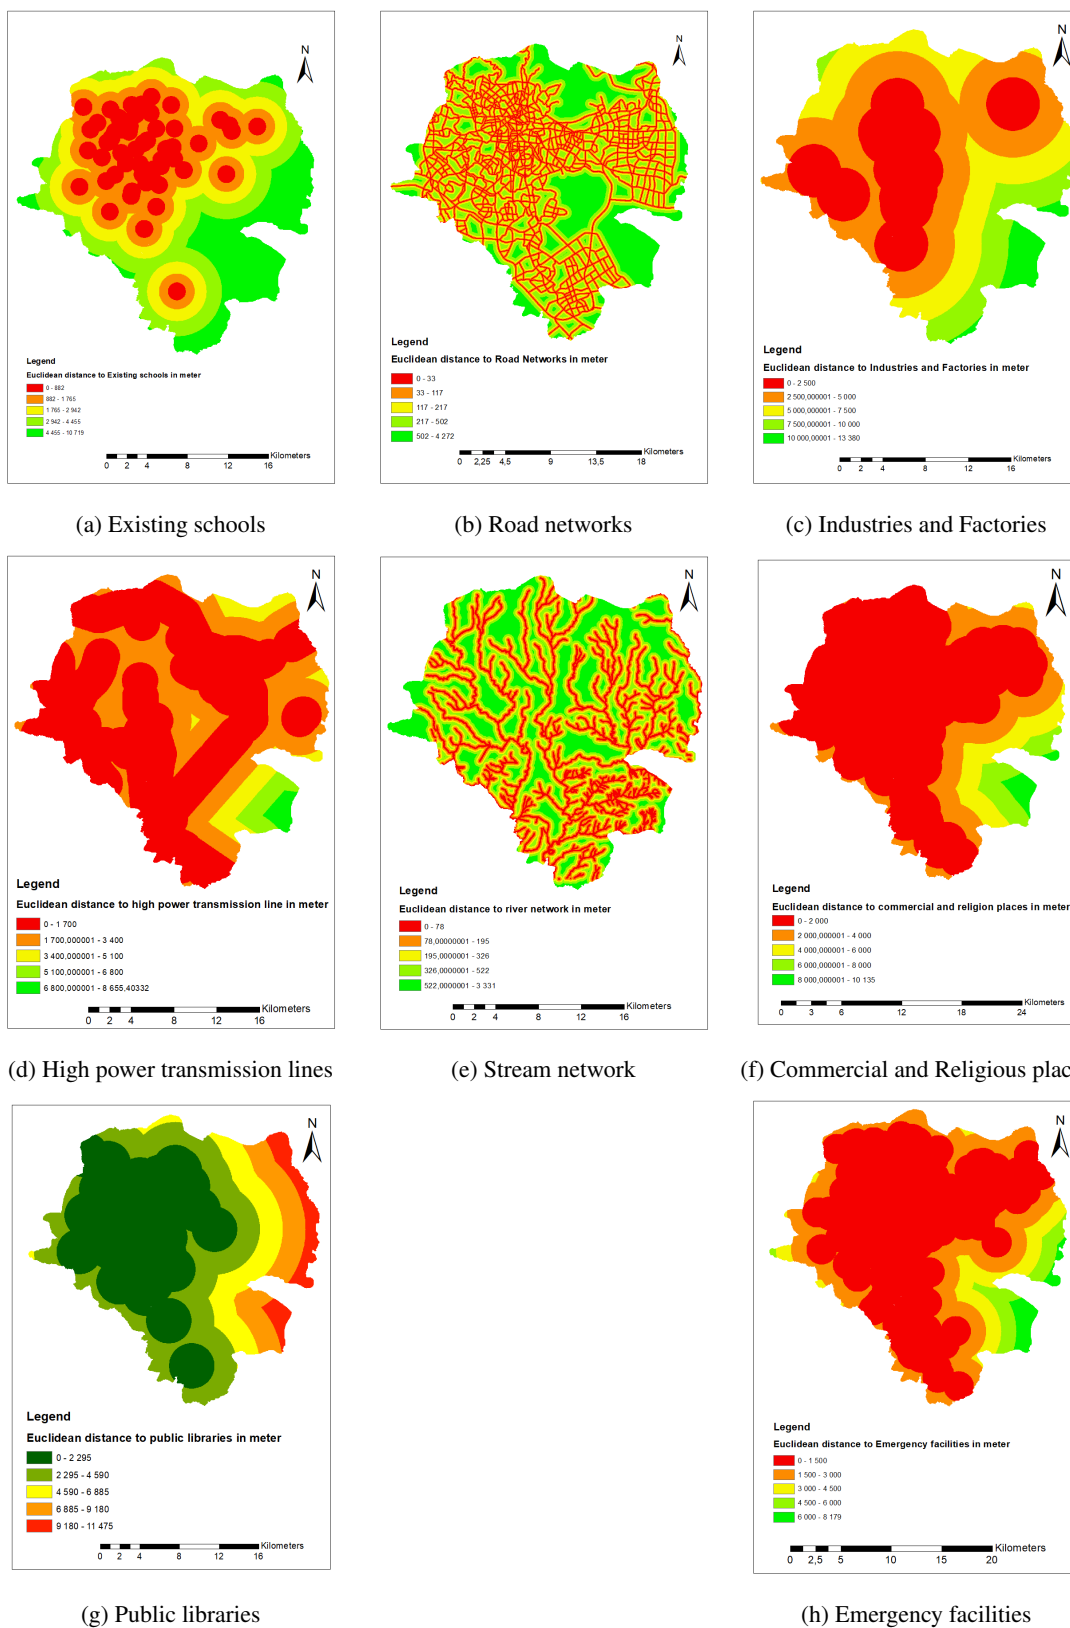 N
Legend
Euclidean distance to Existing schools in meter
0 - 882
882 - 1 765
1 765 - 2 942
2 942 - 4 455
4 455 - 10 719
Kilometers
0 2 4 8 12 16
(a) Existing schools
N
Legend
Euclidean distance to Road Networks in meter
0 - 33
33 - 117
117 - 217
217 - 502
502 - 4 272
Kilometers
0 2,25 4,5 9 13,5 18
(b) Road networks
N
Legend
Euclidean distance to Industries and Factories in meter
0 - 2 500
2 500,000001 - 5 000
5 000,000001 - 7 500
7 500,000001 - 10 000
10 000,00001 - 13 380
Kilometers
0 2 4 8 12 16
(c) Industries and Factories
N
Legend
Euclidean distance to high power transmission line in meter
0 - 1 700
1 700,000001 - 3 400
3 400,000001 - 5 100
5 100,000001 - 6 800
6 800,000001 - 8 655,40332
Kilometers
0 2 4 8 12 16
(d) High power transmission lines
N
Legend
Euclidean distance to river network in meter
0 - 78
78,00000001 - 195
195,0000001 - 326
326,0000001 - 522
522,0000001 - 3 331
Kilometers
0 2 4 8 12 16
(e) Stream network
N
Legend
Euclidean distance to commercial and religion places in meter
0 - 2 000
2 000,000001 - 4 000
4 000,000001 - 6 000
6 000,000001 - 8 000
8 000,000001 - 10 135
Kilometers
0 3 6 12 18 24
(f) Commercial and Religious plac
N
Legend
Euclidean distance to public libraries in meter
0 - 2 295
2 295 - 4 590
4 590 - 6 885
6 885 - 9 180
9 180 - 11 475
Kilometers
0 2 4 8 12 16
(g) Public libraries
N
Legend
Euclidean distance to Emergency facilities in meter
0 - 1 500
1 500 - 3 000
3 000 - 4 500
4 500 - 6 000
6 000 - 8 179
Kilometers
0 2,5 5 10 15 20
(h) Emergency facilities